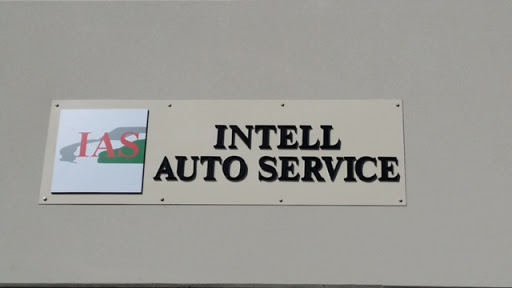 IAS
INTELL
AUTO SERVICE